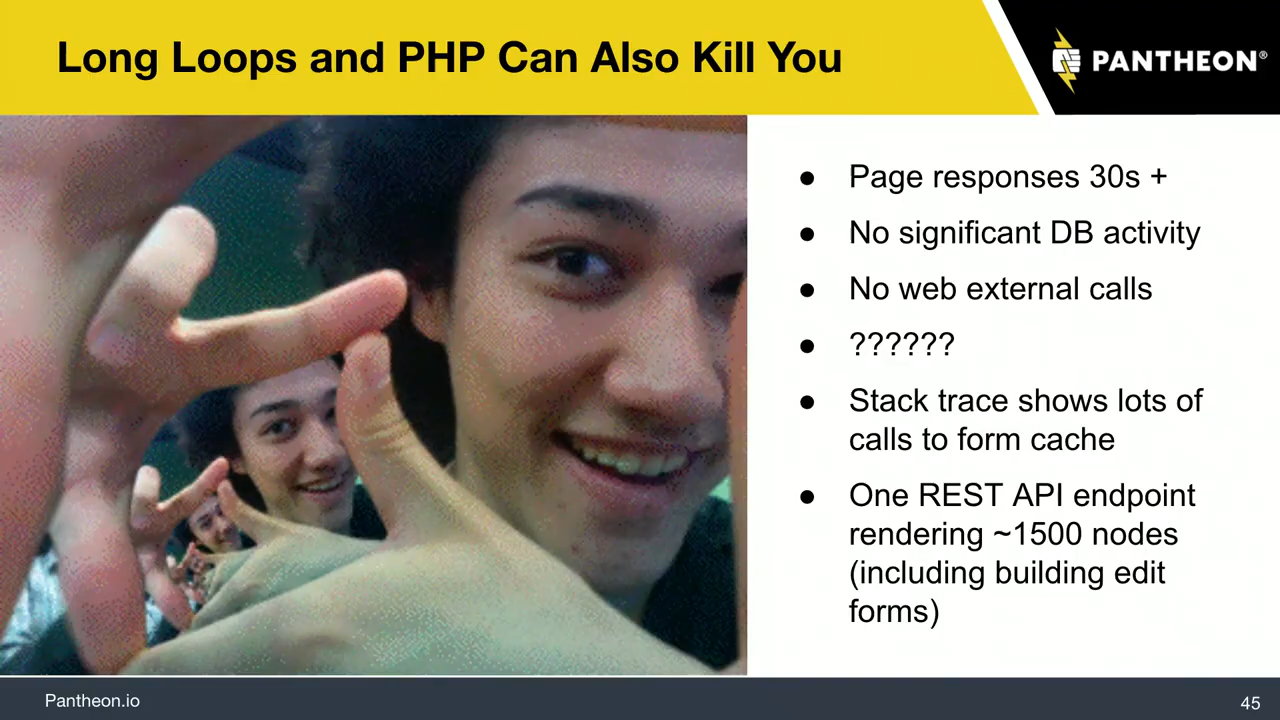 Long Loops and PHP Can Also Kill You
PANTHEON®
● Page responses 30s +
● No significant DB activity
● No web external calls
● ??????
● Stack trace shows lots of
calls to form cache
● One REST API endpoint
rendering ~1500 nodes
(including building edit
forms)
Pantheon.io
45